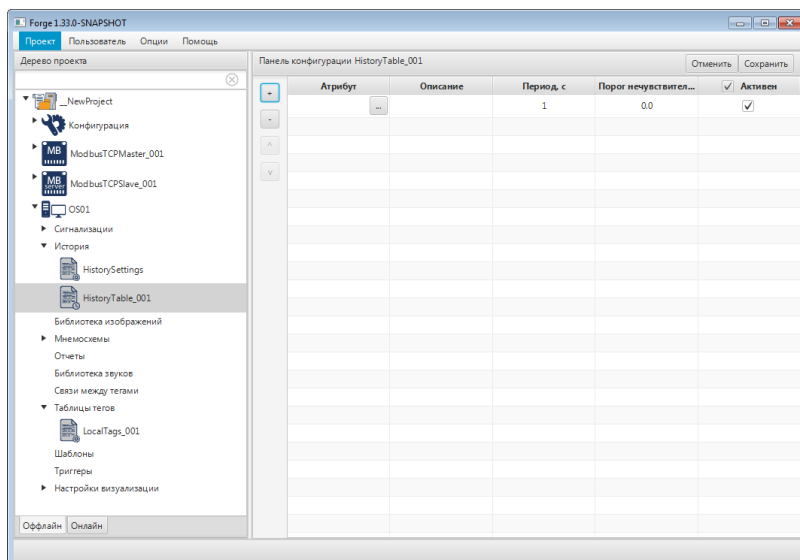 Forge 1.33.0-SNAPSHOT
Проект Пользователь Опции Помощь
Дерево проекта
Панель конфигурации HistoryTable_001
Отменить Сохранить
+
-
^
v
Атрибут Описание Период, с Порог нечувствител... Активен
... 1 0.0
_NewProject
Конфигурация
MB
ModbusTCPMaster_001
MB
server
ModbusTCPSlave_001
OS01
Сигнализации
История
HistorySettings
HistoryTable_001
Библиотека изображений
Мнемосхемы
Отчеты
Библиотека звуков
Связи между тегами
Таблицы тегов
LocalTags_001
Шаблоны
Триггеры
Настройки визуализации
Оффлайн Онлайн